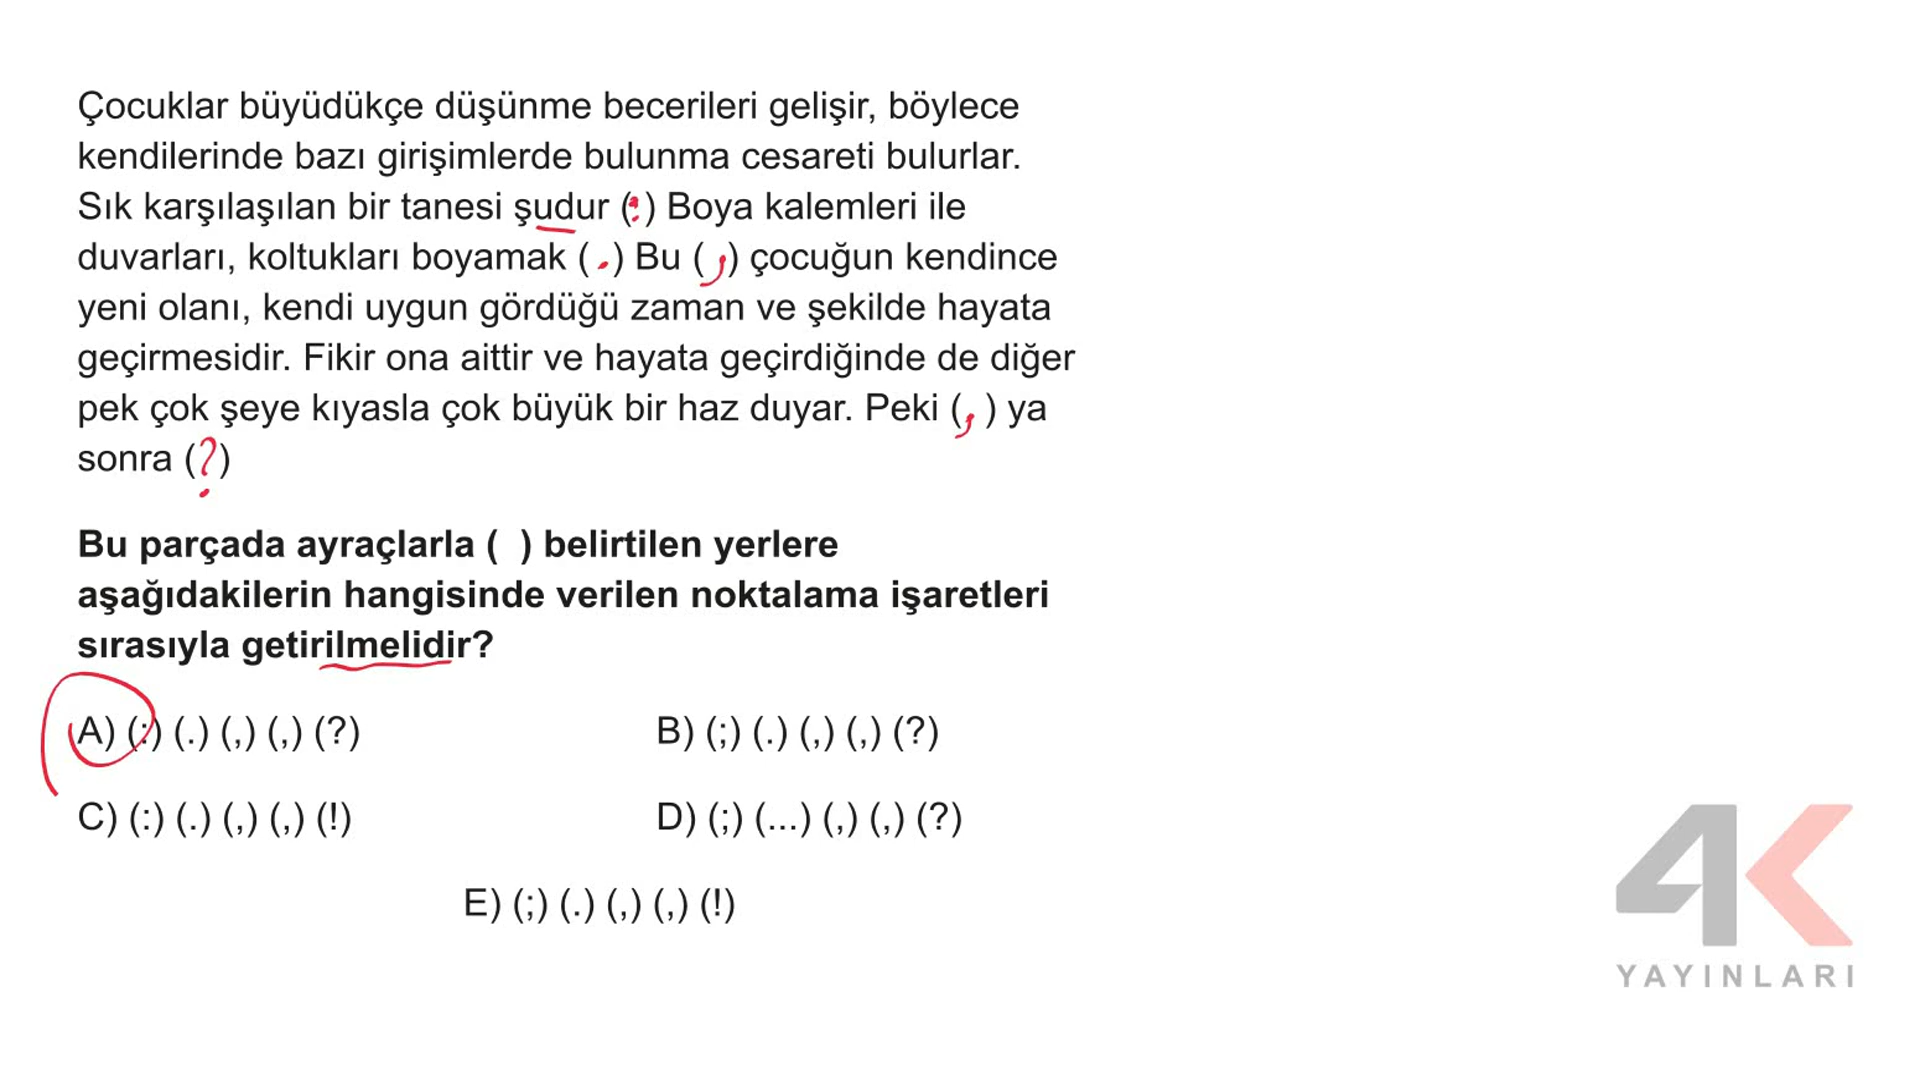 Çocuklar büyüdükçe düşünme becerileri gelişir, böylece
kendilerinde bazı girişimlerde bulunma cesareti bulurlar.
Sık karşılaşılan bir tanesi şudur (:) Boya kalemleri ile
duvarları, koltukları boyamak (.) Bu (,) çocuğun kendince
yeni olanı, kendi uygun gördüğü zaman ve şekilde hayata
geçirmesidir. Fikir ona aittir ve hayata geçirdiğinde de diğer
pek çok şeye kıyasla çok büyük bir haz duyar. Peki (,) ya
sonra (?)
Bu parçada ayraçlarla ( ) belirtilen yerlere
aşağıdakilerin hangisinde verilen noktalama işaretleri
sırasıyla getirilmelidir?
A) (:) (.) (,) (,) (?)
B) (;) (.) (,) (,) (?)
C) (:) (.) (,) (,) (!)
D) (;) (...) (,) (,) (?)
E) (;) (.) (,) (,) (!)
4K
YAYINLARI